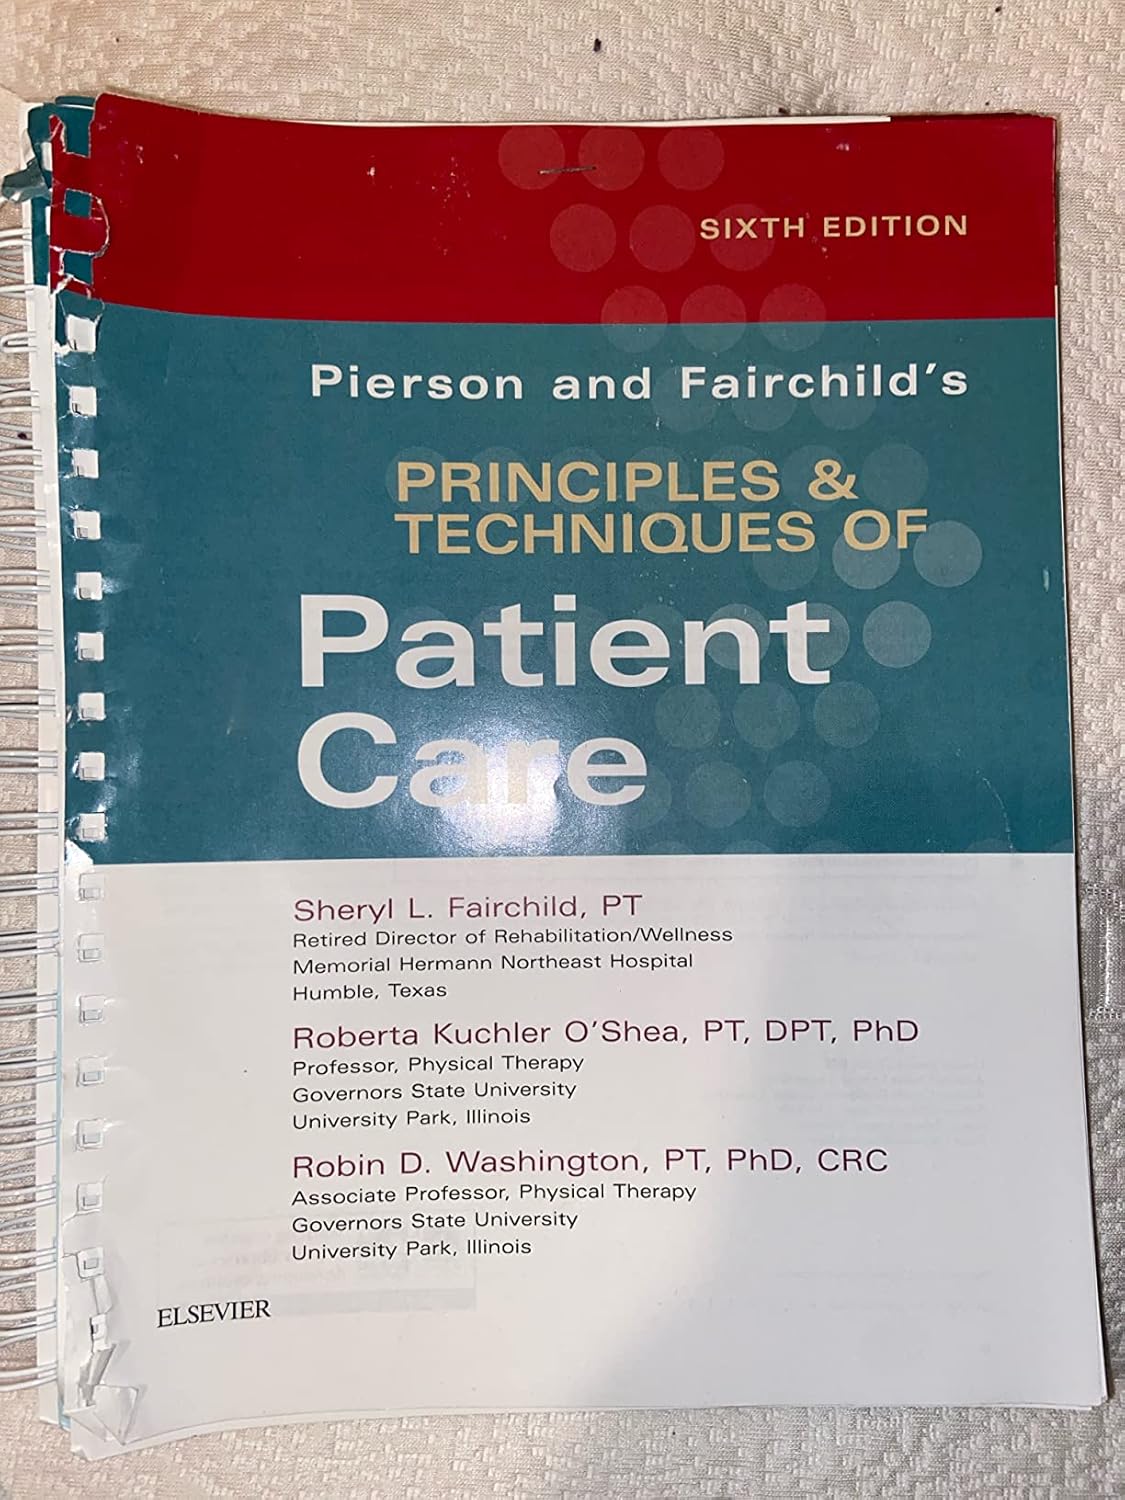 SIXTH EDITION
Pierson and Fairchild's
PRINCIPLES &
TECHNIQUES OF
Patient
Care
Sheryl L. Fairchild, PT
Retired Director of Rehabilitation/Wellness
Memorial Hermann Northeast Hospital
Humble, Texas
Roberta Kuchler O'Shea, PT, DPT, PhD
Professor, Physical Therapy
Governors State University
University Park, Illinois
Robin D. Washington, PT, PhD, CRC
Associate Professor, Physical Therapy
Governors State University
University Park, Illinois
ELSEVIER